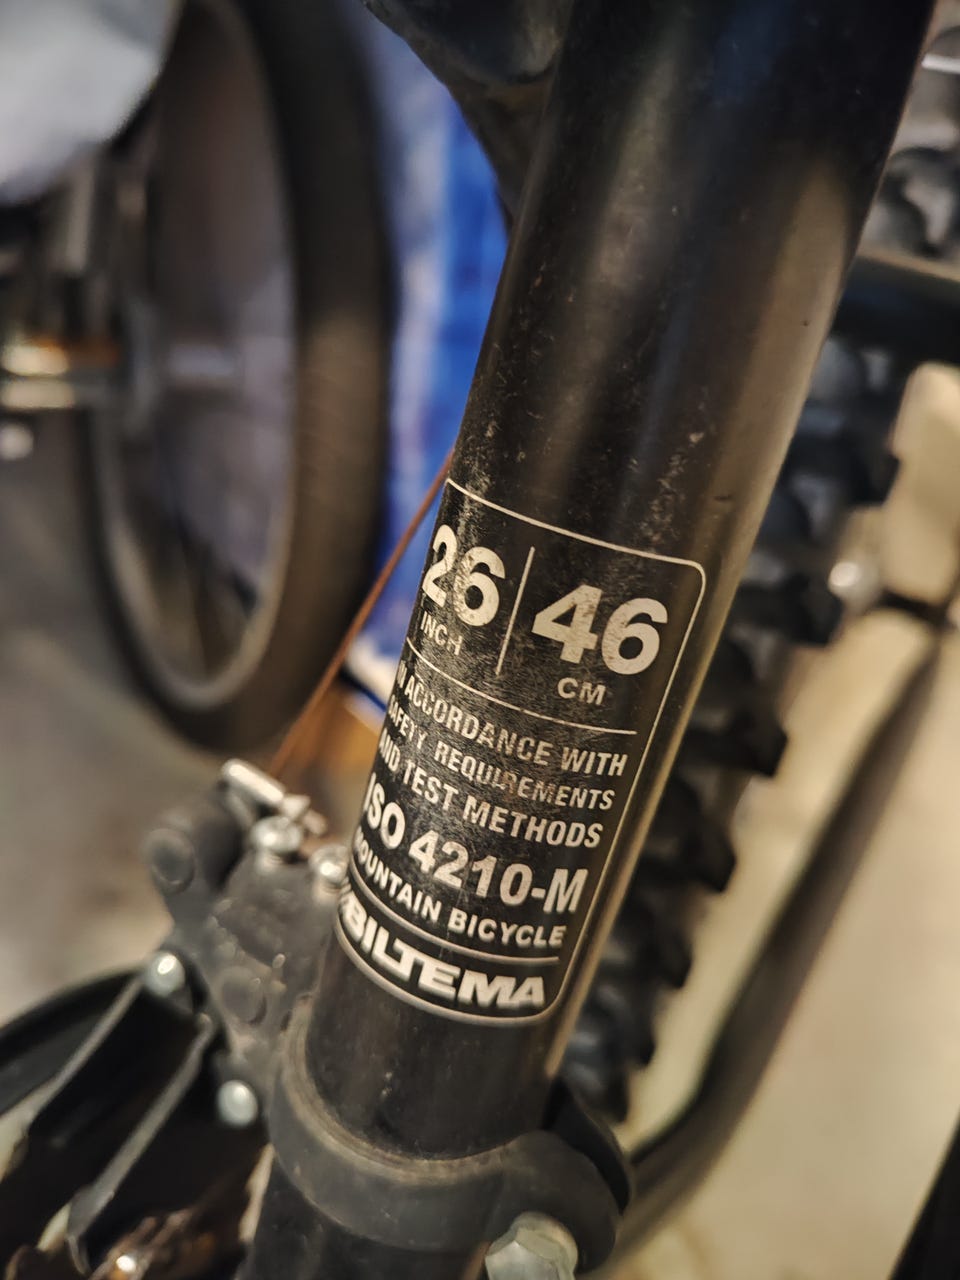 26 46
INCH CM
IN ACCORDANCE WITH
SAFETY REQUIREMENTS
AND TEST METHODS
ISO 4210-M
MOUNTAIN BICYCLE
BILTEMA